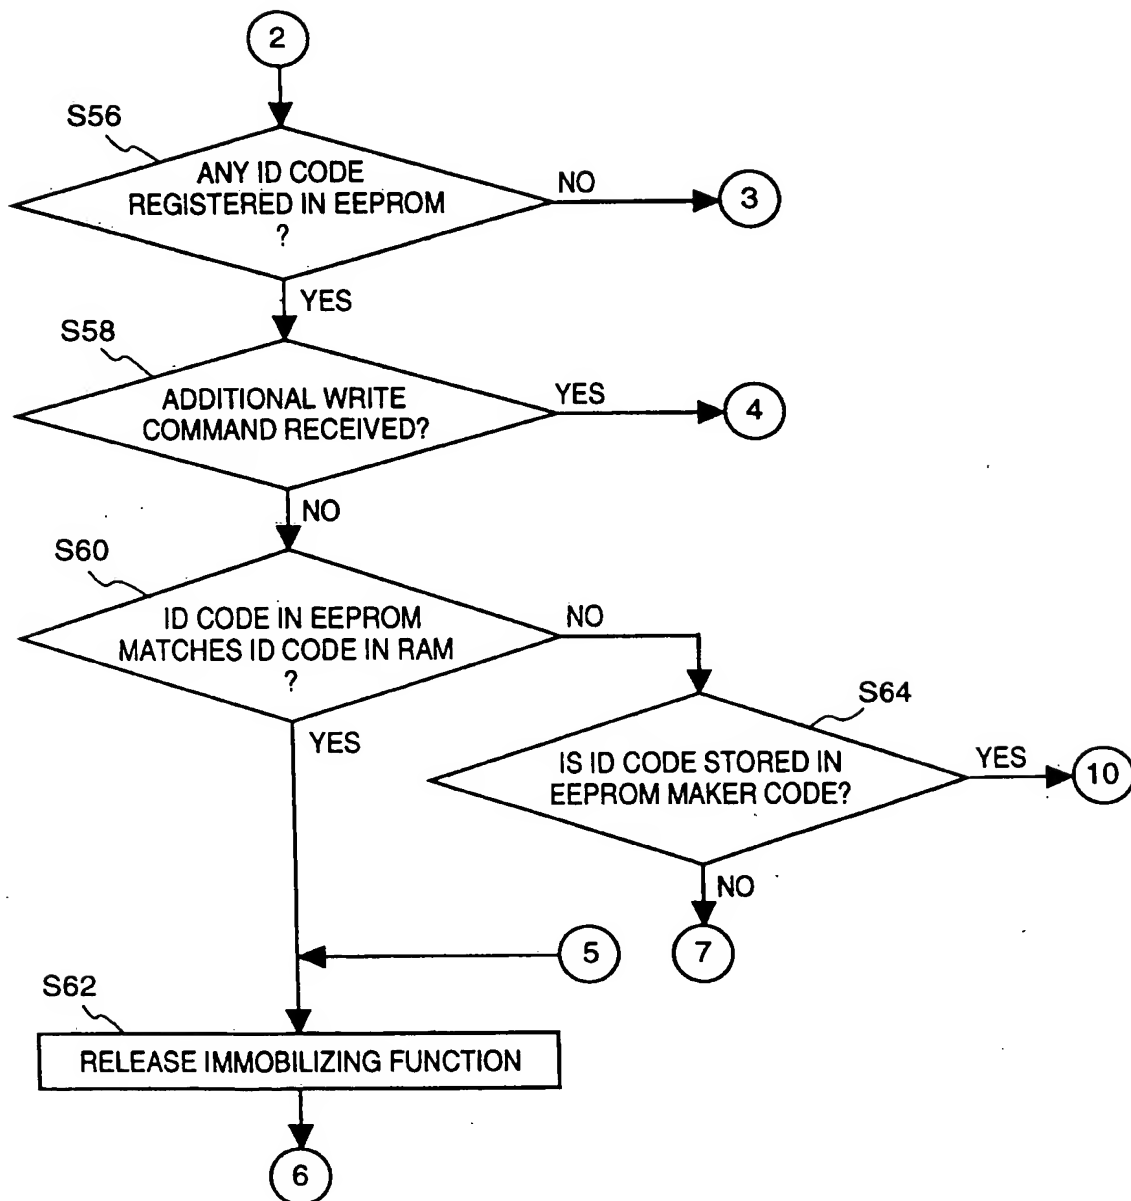 2
S56
ANY ID CODE
REGISTERED IN EEPROM
?
NO
3
YES
S58
ADDITIONAL WRITE
COMMAND RECEIVED?
YES
4
NO
S60
ID CODE IN EEPROM
MATCHES ID CODE IN RAM
?
NO
S64
YES
IS ID CODE STORED IN
EEPROM MAKER CODE?
YES
10
NO
5
7
S62
RELEASE IMMOBILIZING FUNCTION
6